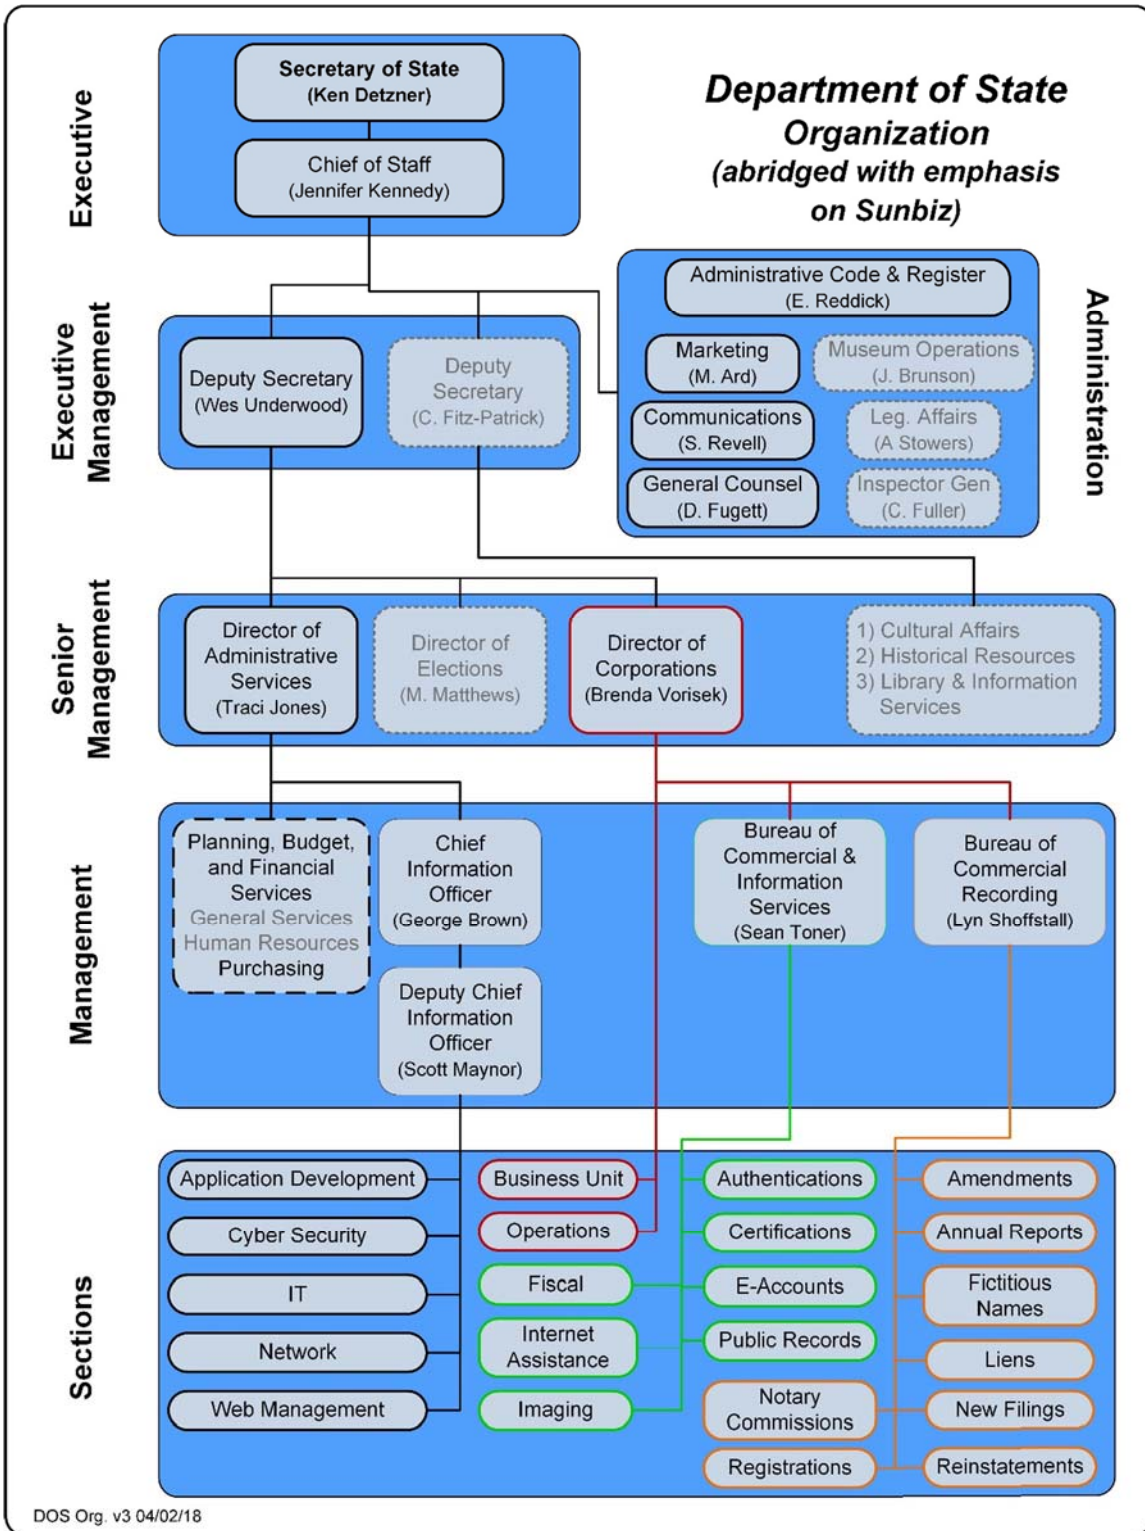 Executive
Secretary of State
(Ken Detzner)
Chief of Staff
(Jennifer Kennedy)
Department of State
Organization
(abridged with emphasis
on Sunbiz)
Administration
Administrative Code & Register
(E. Reddick)
Marketing
(M. Ard)
Museum Operations
(J. Brunson)
Communications
(S. Revell)
Leg. Affairs
(A Stowers)
General Counsel
(D. Fugett)
Inspector Gen
(C. Fuller)
Executive
Management
Deputy Secretary
(Wes Underwood)
Deputy
Secretary
(C. Fitz-Patrick)
Senior
Management
Director of
Administrative
Services
(Traci Jones)
Director of
Elections
(M. Matthews)
Director of
Corporations
(Brenda Vorisek)
1) Cultural Affairs
2) Historical Resources
3) Library & Information
Services
Management
Planning, Budget,
and Financial
Services
General Services
Human Resources
Purchasing
Chief
Information
Officer
(George Brown)
Deputy Chief
Information
Officer
(Scott Maynor)
Bureau of
Commercial &
Information
Services
(Sean Toner)
Bureau of
Commercial
Recording
(Lyn Shoffstall)
Sections
Application Development
Cyber Security
IT
Network
Web Management
Business Unit
Operations
Fiscal
Internet
Assistance
Imaging
Authentications
Certifications
E-Accounts
Public Records
Notary
Commissions
Registrations
Amendments
Annual Reports
Fictitious
Names
Liens
New Filings
Reinstatements
DOS Org. v3 04/02/18